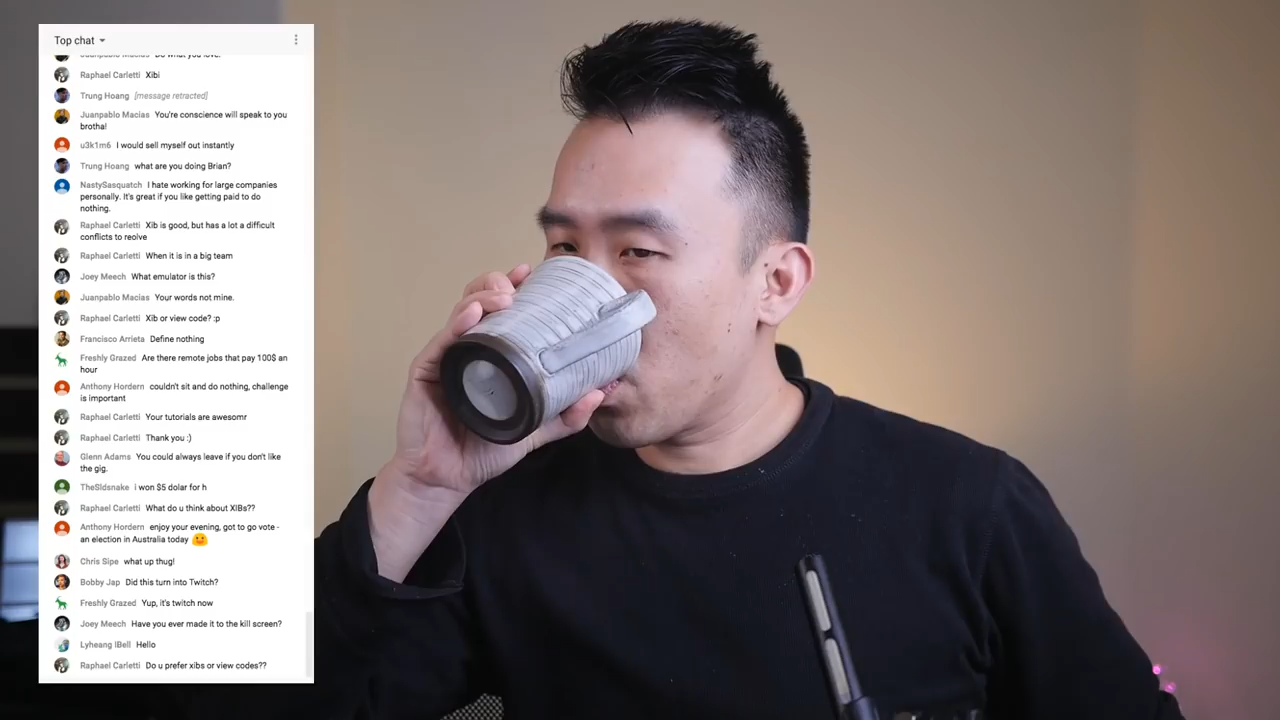 Top chat
Juanpablo Macias Do what you love.
Raphael Carletti Xibi
Trung Hoang [message retracted]
Juanpablo Macias You're conscience will speak to you
brotha!
u3k1m6 I would sell myself out instantly
Trung Hoang what are you doing Brian?
NastySasquatch I hate working for large companies
personally. It's great if you like getting paid to do
nothing.
Raphael Carletti Xib is good, but has a lot a difficult
conflicts to reolve
Raphael Carletti When it is in a big team
Joey Meech What emulator is this?
Juanpablo Macias Your words not mine.
Raphael Carletti Xib or view code? :p
Francisco Arrieta Define nothing
Freshly Grazed Are there remote jobs that pay 100$ an
hour
Anthony Hordern couldn't sit and do nothing, challenge
is important
Raphael Carletti Your tutorials are awesomr
Raphael Carletti Thank you :)
Glenn Adams You could always leave if you don't like
the gig.
TheSldsnake i won $5 dolar for h
Raphael Carletti What do u think about XIBs??
Anthony Hordern enjoy your evening, got to go vote -
an election in Australia today
Chris Sipe what up thug!
Bobby Jap Did this turn into Twitch?
Freshly Grazed Yup, it's twitch now
Joey Meech Have you ever made it to the kill screen?
Lyheang IBell Hello
Raphael Carletti Do u prefer xibs or view codes??